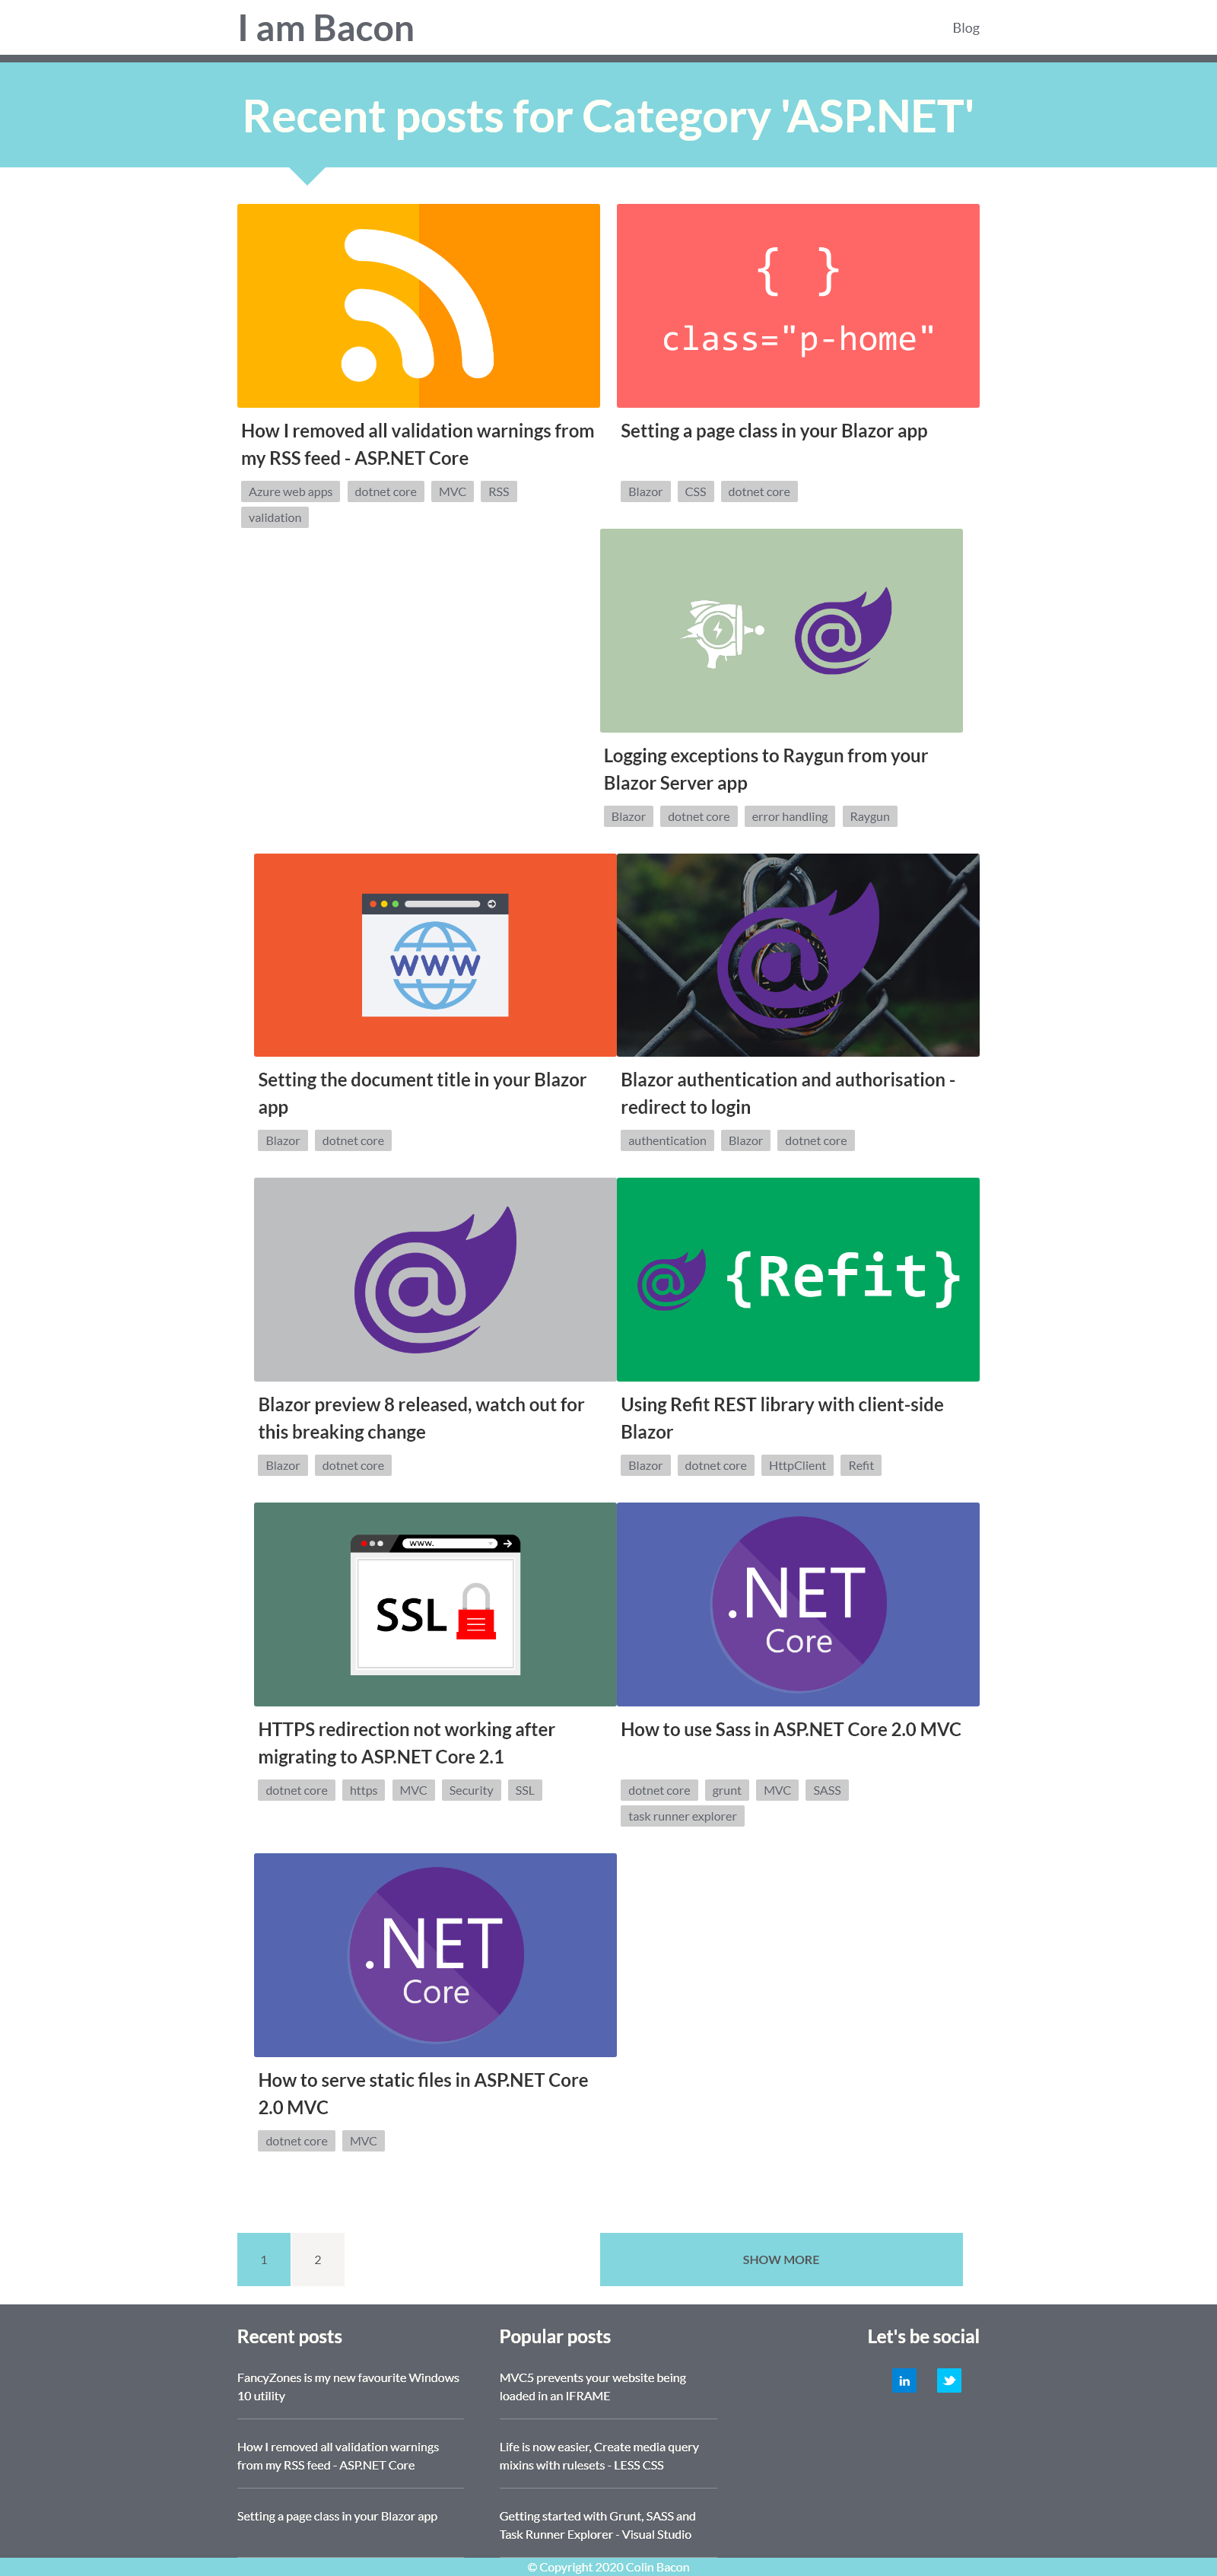 I am Bacon
Blog
Recent posts for Category 'ASP.NET'
{ }
class="p-home"
How I removed all validation warnings from
my RSS feed - ASP.NET Core
Azure web apps dotnet core MVC RSS
validation
Setting a page class in your Blazor app
Blazor CSS dotnet core
Logging exceptions to Raygun from your
Blazor Server app
Blazor dotnet core error handling Raygun
WWW
Setting the document title in your Blazor
app
Blazor dotnet core
Blazor authentication and authorisation -
redirect to login
authentication Blazor dotnet core
Blazor preview 8 released, watch out for
this breaking change
Blazor dotnet core
{Refit}
Using Refit REST library with client-side
Blazor
Blazor dotnet core HttpClient Refit
www.
SSL
HTTPS redirection not working after
migrating to ASP.NET Core 2.1
dotnet core https MVC Security SSL
.NET
Core
How to use Sass in ASP.NET Core 2.0 MVC
dotnet core grunt MVC SASS
task runner explorer
.NET
Core
How to serve static files in ASP.NET Core
2.0 MVC
dotnet core MVC
1 2
SHOW MORE
Recent posts
FancyZones is my new favourite Windows
10 utility
How I removed all validation warnings
from my RSS feed - ASP.NET Core
Setting a page class in your Blazor app
Popular posts
MVC5 prevents your website being
loaded in an IFRAME
Life is now easier, Create media query
mixins with rulesets - LESS CSS
Getting started with Grunt, SASS and
Task Runner Explorer - Visual Studio
Let's be social
in
© Copyright 2020 Colin Bacon